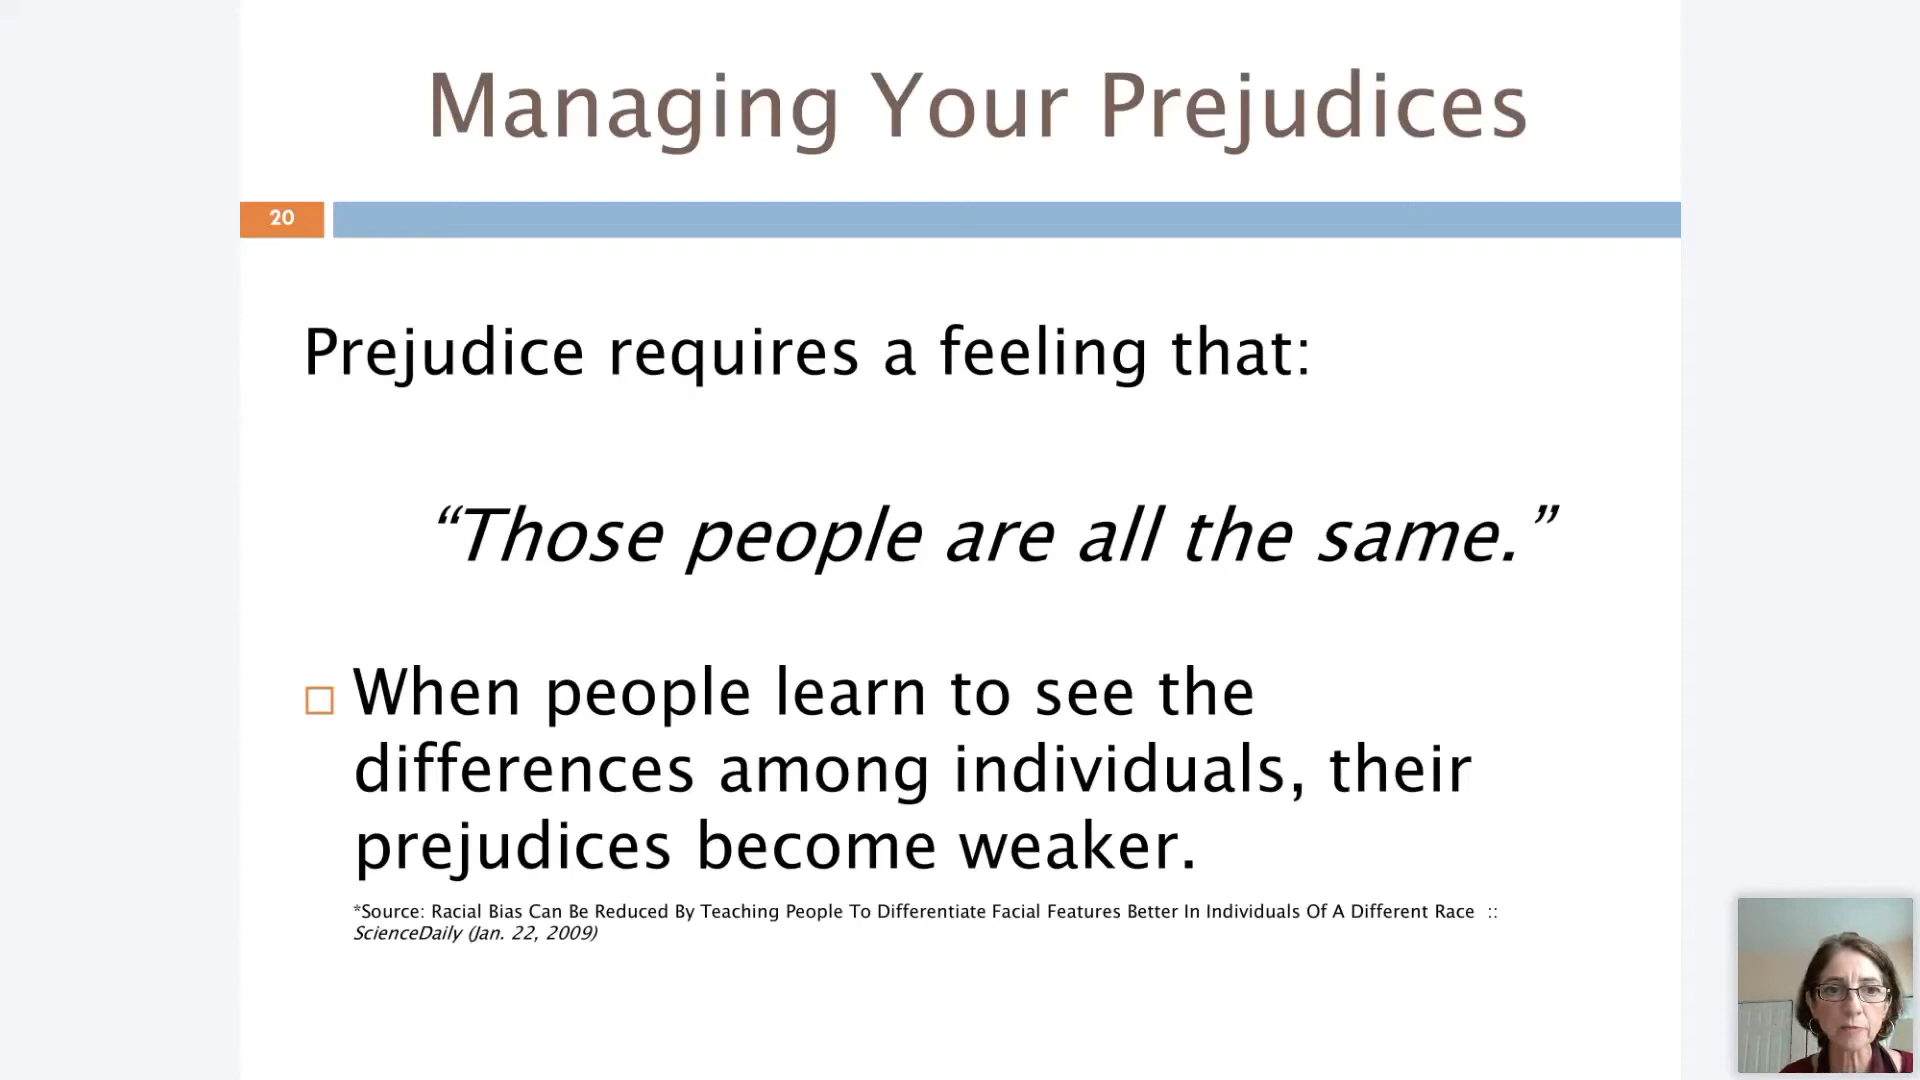 Managing Your Prejudices
20
Prejudice requires a feeling that:
“Those people are all the same.”
When people learn to see the
differences among individuals, their
prejudices become weaker.
*Source: Racial Bias Can Be Reduced By Teaching People To Differentiate Facial Features Better In Individuals Of A Different Race ::
ScienceDaily (Jan. 22, 2009)